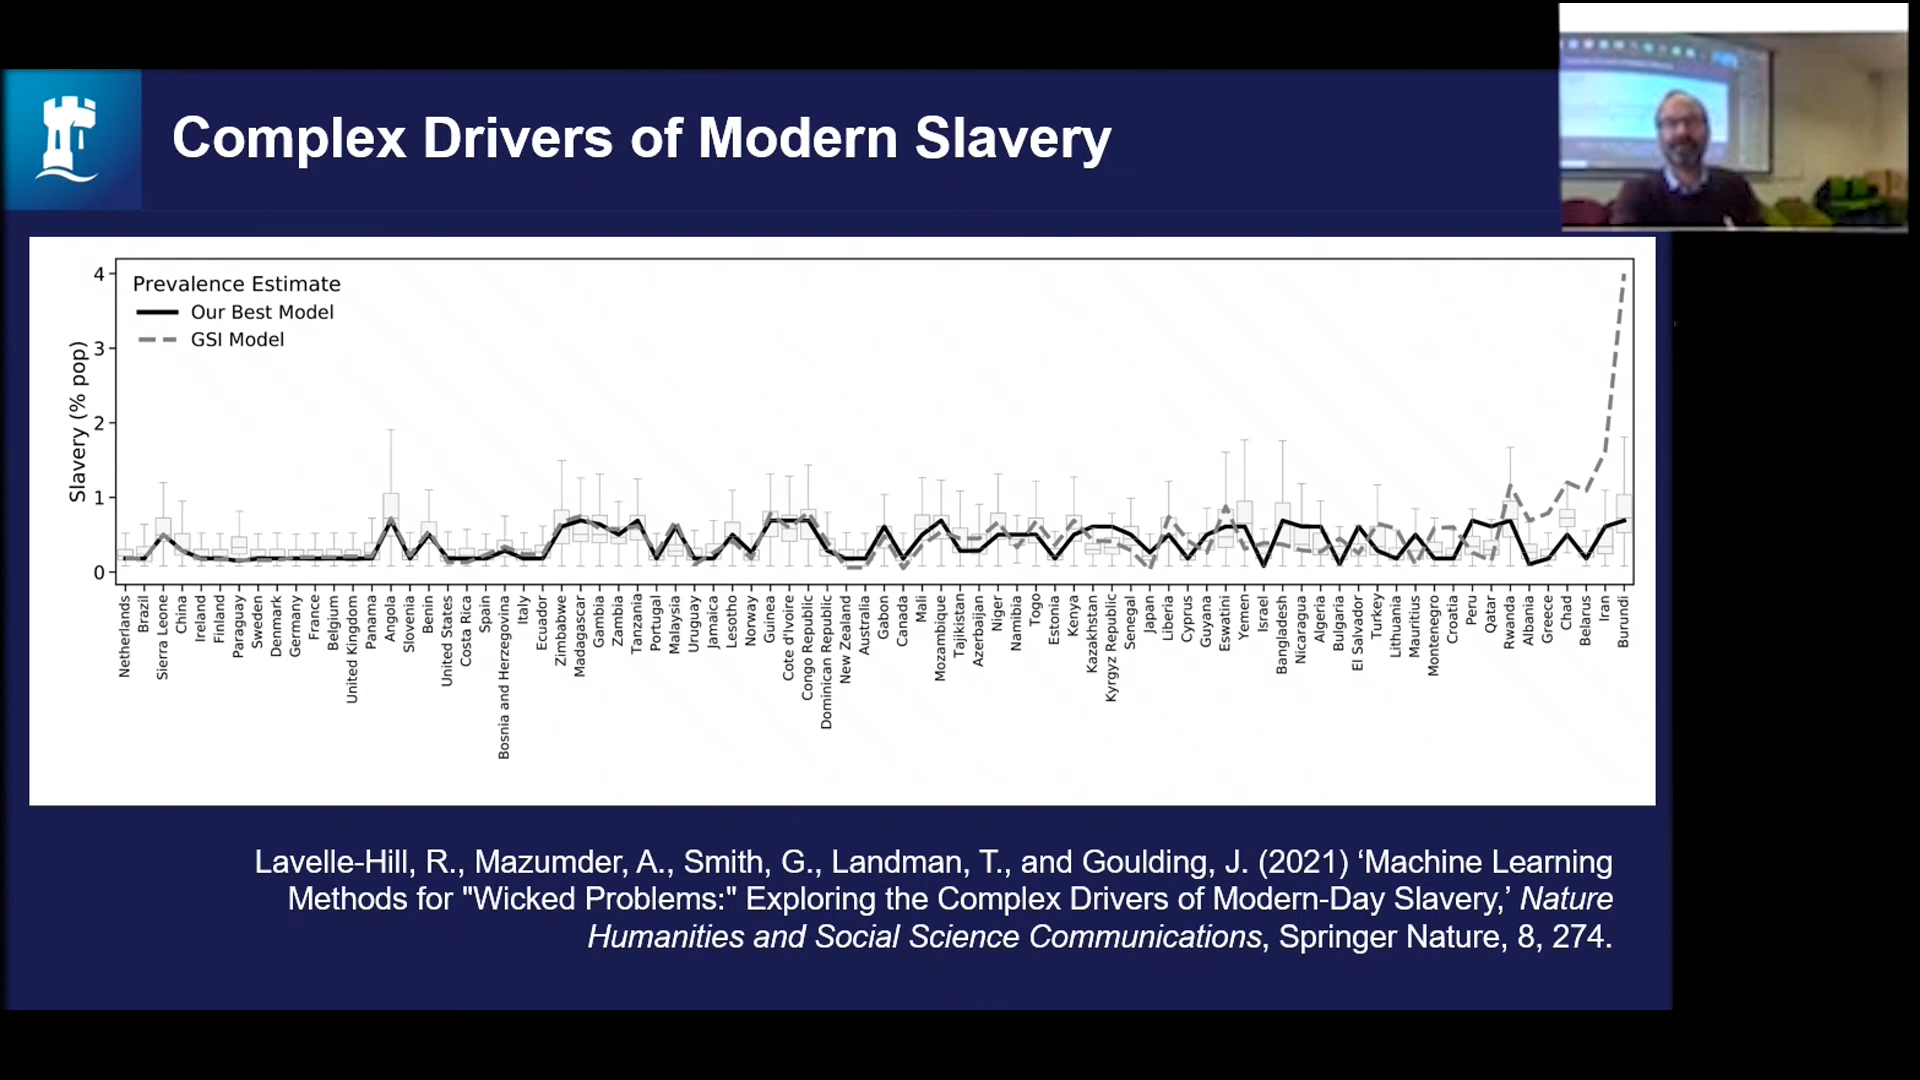 Complex Drivers of Modern Slavery
Prevalence Estimate
Our Best Model
GSI Model
Slavery (% pop)
4
3
2
1
0
Netherlands
Brazil
Sierra Leone
China
Ireland
Finland
Paraguay
Sweden
Denmark
Germany
France
Belgium
United Kingdom
Panama
Angola
Slovenia
Benin
United States
Costa Rica
Spain
Bosnia and Herzegovina
Italy
Ecuador
Zimbabwe
Madagascar
Gambia
Zambia
Tanzania
Portugal
Malaysia
Uruguay
Jamaica
Lesotho
Norway
Guinea
Cote d'Ivoire
Congo Republic
Dominican Republic
New Zealand
Australia
Gabon
Canada
Mali
Mozambique
Tajikistan
Azerbaijan
Niger
Namibia
Togo
Estonia
Kenya
Kazakhstan
Kyrgyz Republic
Senegal
Japan
Liberia
Cyprus
Guyana
Eswatini
Yemen
Israel
Bangladesh
Nicaragua
Algeria
Bulgaria
El Salvador
Turkey
Lithuania
Mauritius
Montenegro
Croatia
Peru
Qatar
Rwanda
Albania
Greece
Chad
Belarus
Iran
Burundi
Lavelle-Hill, R., Mazumder, A., Smith, G., Landman, T., and Goulding, J. (2021) ‘Machine Learning
Methods for "Wicked Problems:" Exploring the Complex Drivers of Modern-Day Slavery,’ Nature
Humanities and Social Science Communications, Springer Nature, 8, 274.